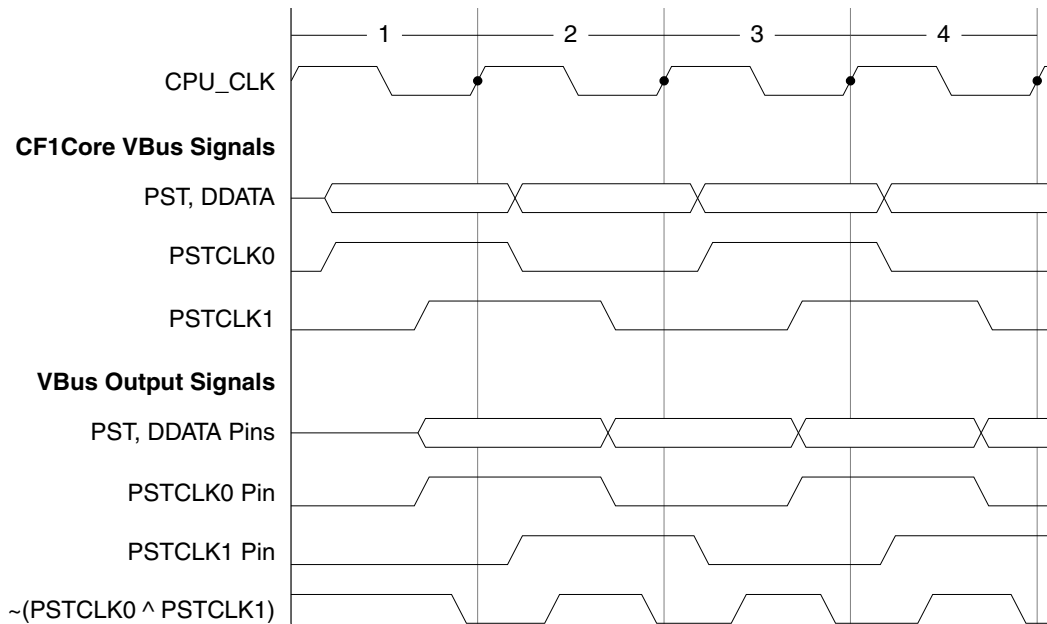 1 2 3 4
CPU_CLK
CF1Core VBus Signals
PST, DDATA
PSTCLK0
PSTCLK1
VBus Output Signals
PST, DDATA Pins
PSTCLK0 Pin
PSTCLK1 Pin
~(PSTCLK0 ^ PSTCLK1)